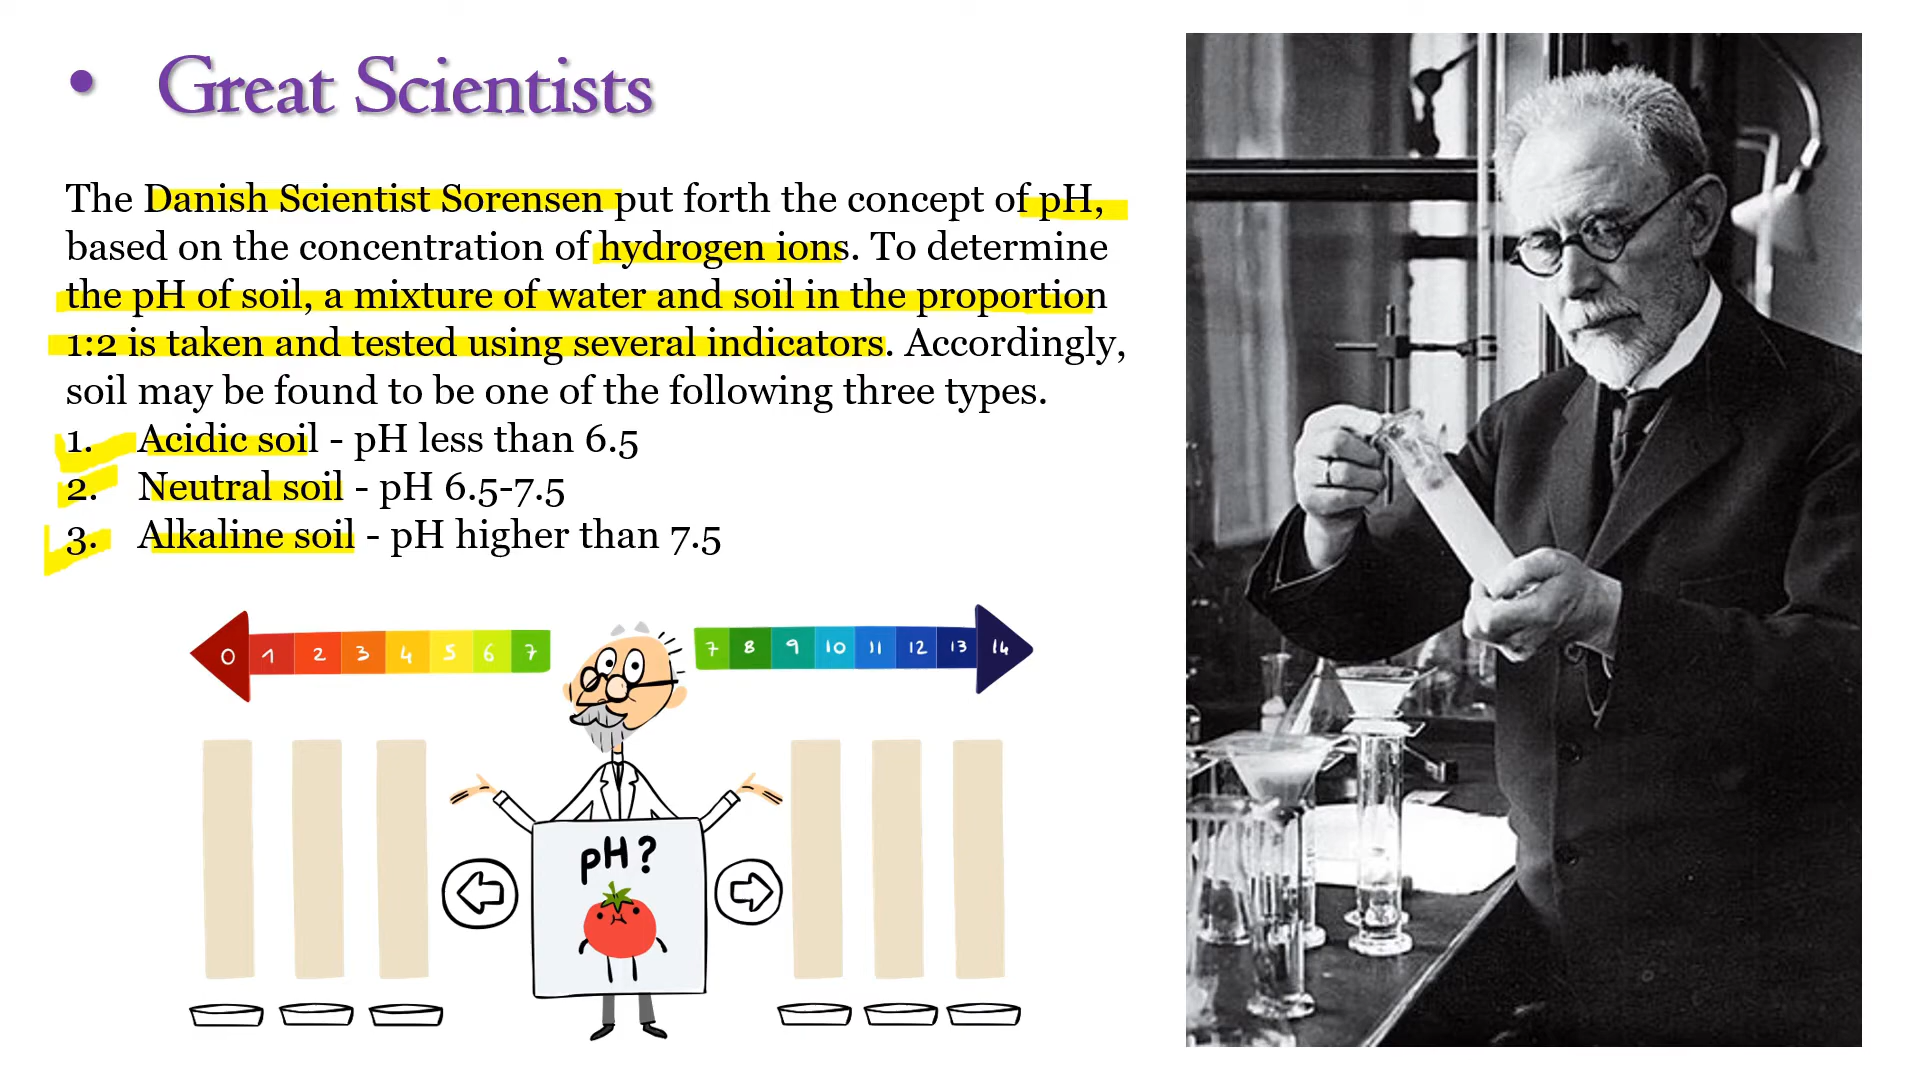 • Great Scientists
The Danish Scientist Sorensen put forth the concept of pH,
based on the concentration of hydrogen ions. To determine
the pH of soil, a mixture of water and soil in the proportion
1:2 is taken and tested using several indicators. Accordingly,
soil may be found to be one of the following three types.
1. Acidic soil - pH less than 6.5
2. Neutral soil - pH 6.5-7.5
3. Alkaline soil - pH higher than 7.5
0 1 2 3 4 5 6 7
7 8 9 10 11 12 13 14
pH?